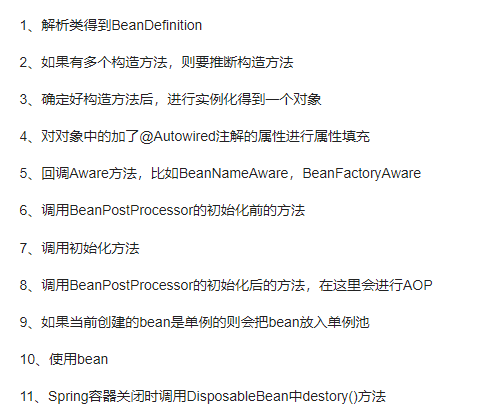 1、解析类得到BeanDefinition
2、如果有多个构造方法，则要推断构造方法
3、确定好构造方法后，进行实例化得到一个对象
4、对对象中的加了@Autowired注解的属性进行属性填充
5、回调Aware方法，比如BeanNameAware，BeanFactoryAware
6、调用BeanPostProcessor的初始化前的方法
7、调用初始化方法
8、调用BeanPostProcessor的初始化后的方法，在这里会进行AOP
9、如果当前创建的bean是单例的则会把bean放入单例池
10、使用bean
11、Spring容器关闭时调用DisposableBean中destory()方法